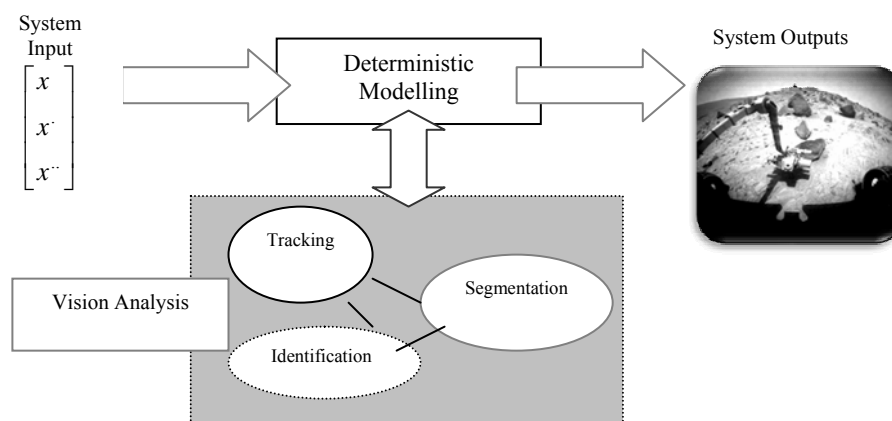 System
Input
x
x·
x··
Deterministic
Modelling
System Outputs
Tracking
Segmentation
Vision Analysis
Identification